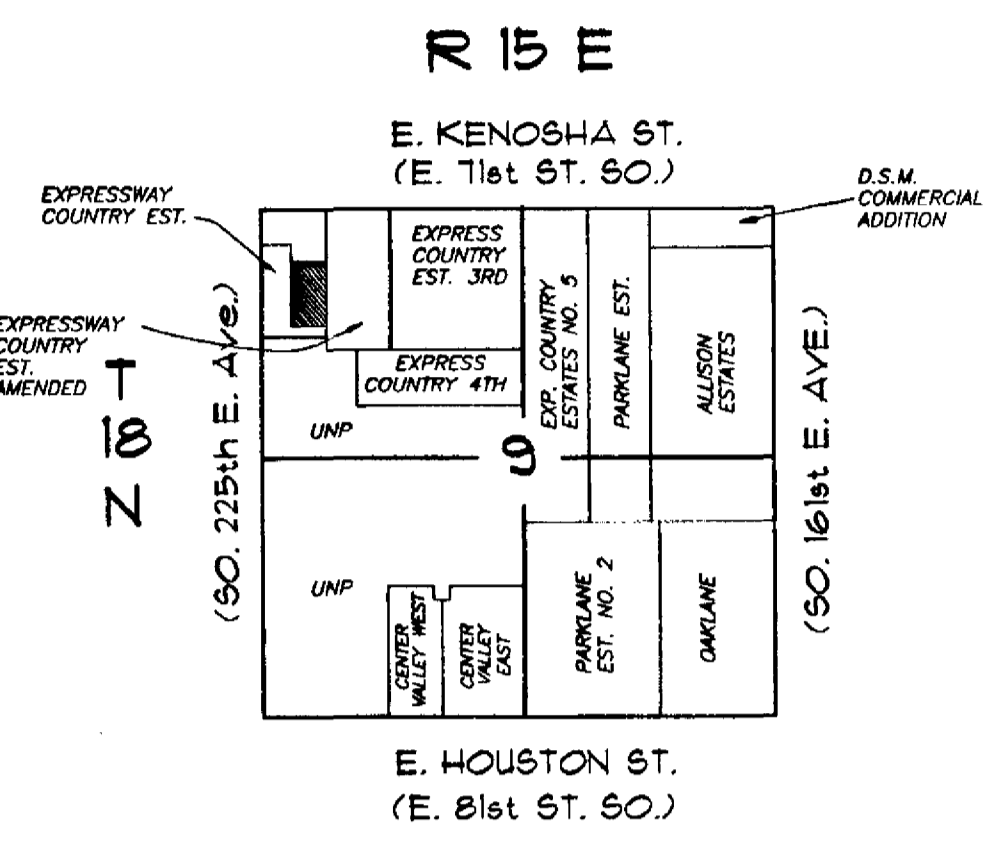 R 15 E
E. KENOSHA ST.
(E. 71st ST. SO.)
EXPRESSWAY
COUNTRY EST.
D.S.M.
COMMERCIAL
ADDITION
EXPRESS
COUNTRY
EST. 3RD
EXPRESSWAY
COUNTRY
EST.
AMENDED
T
18
N
(SO. 225th E. Ave.)
EXPRESS
COUNTRY 4TH
EXP. COUNTRY
ESTATES NO. 5
PARKLANE EST.
ALLISON
ESTATES
(SO. 161st E. AVE.)
UNP
9
UNP
CENTER
VALLEY WEST
CENTER
VALLEY
EAST
PARKLANE
EST. NO. 2
OAKLANE
E. HOUSTON ST.
(E. 81st ST. SO.)